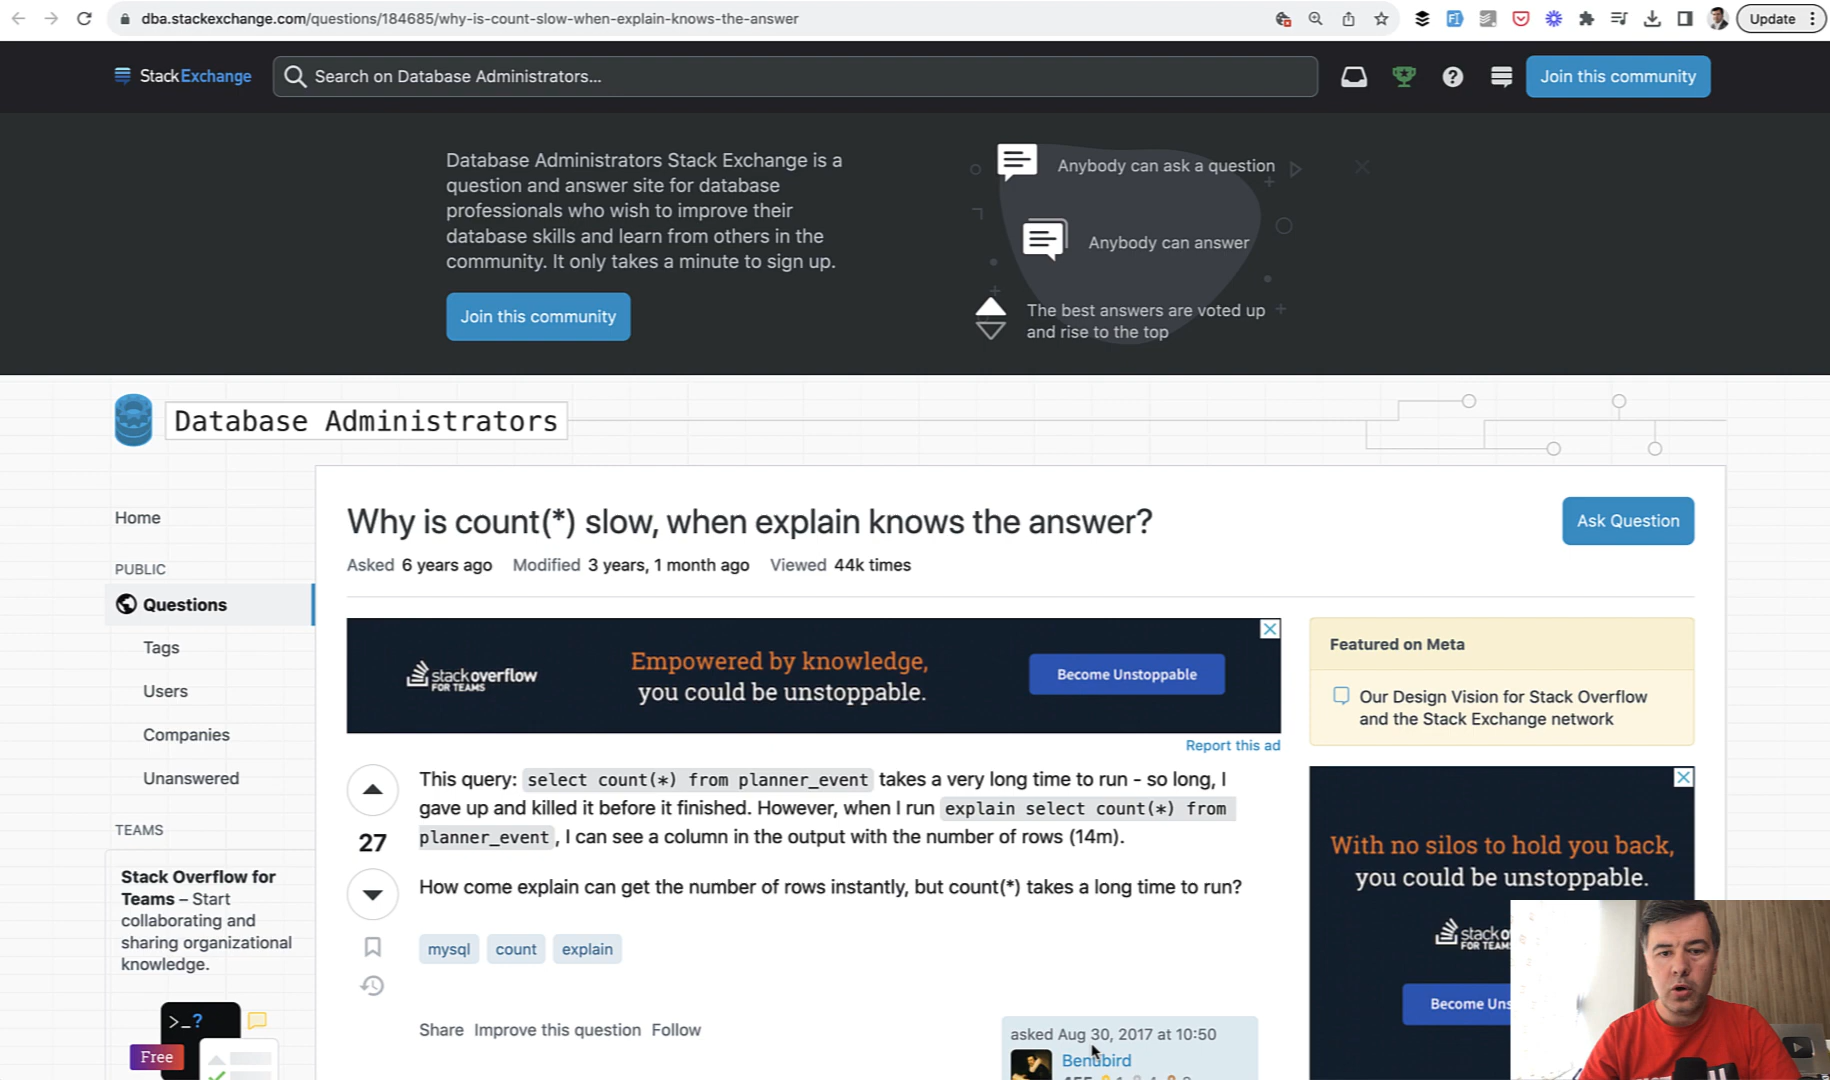 dba.stackexchange.com/questions/184685/why-is-count-slow-when-explain-knows-the-answer
Update
StackExchange
Search on Database Administrators...
Join this community
Database Administrators Stack Exchange is a
question and answer site for database
professionals who wish to improve their
database skills and learn from others in the
community. It only takes a minute to sign up.
Join this community
Anybody can ask a question
Anybody can answer
The best answers are voted up
and rise to the top
Database Administrators
Home
PUBLIC
Questions
Tags
Users
Companies
Unanswered
TEAMS
Stack Overflow for
Teams – Start
collaborating and
sharing organizational
knowledge.
>_?
Free
Why is count(*) slow, when explain knows the answer?
Ask Question
Asked 6 years ago Modified 3 years, 1 month ago Viewed 44k times
stackoverflow
FOR TEAMS
Empowered by knowledge,
you could be unstoppable.
Become Unstoppable
Report this ad
27
This query: select count(*) from planner_event takes a very long time to run - so long, I
gave up and killed it before it finished. However, when I run explain select count(*) from
planner_event , I can see a column in the output with the number of rows (14m).
How come explain can get the number of rows instantly, but count(*) takes a long time to run?
mysql count explain
Share Improve this question Follow
asked Aug 30, 2017 at 10:50
Benubird
Featured on Meta
Our Design Vision for Stack Overflow
and the Stack Exchange network
With no silos to hold you back,
you could be unstoppable.
stack
FOR TEAMS
Become Uns